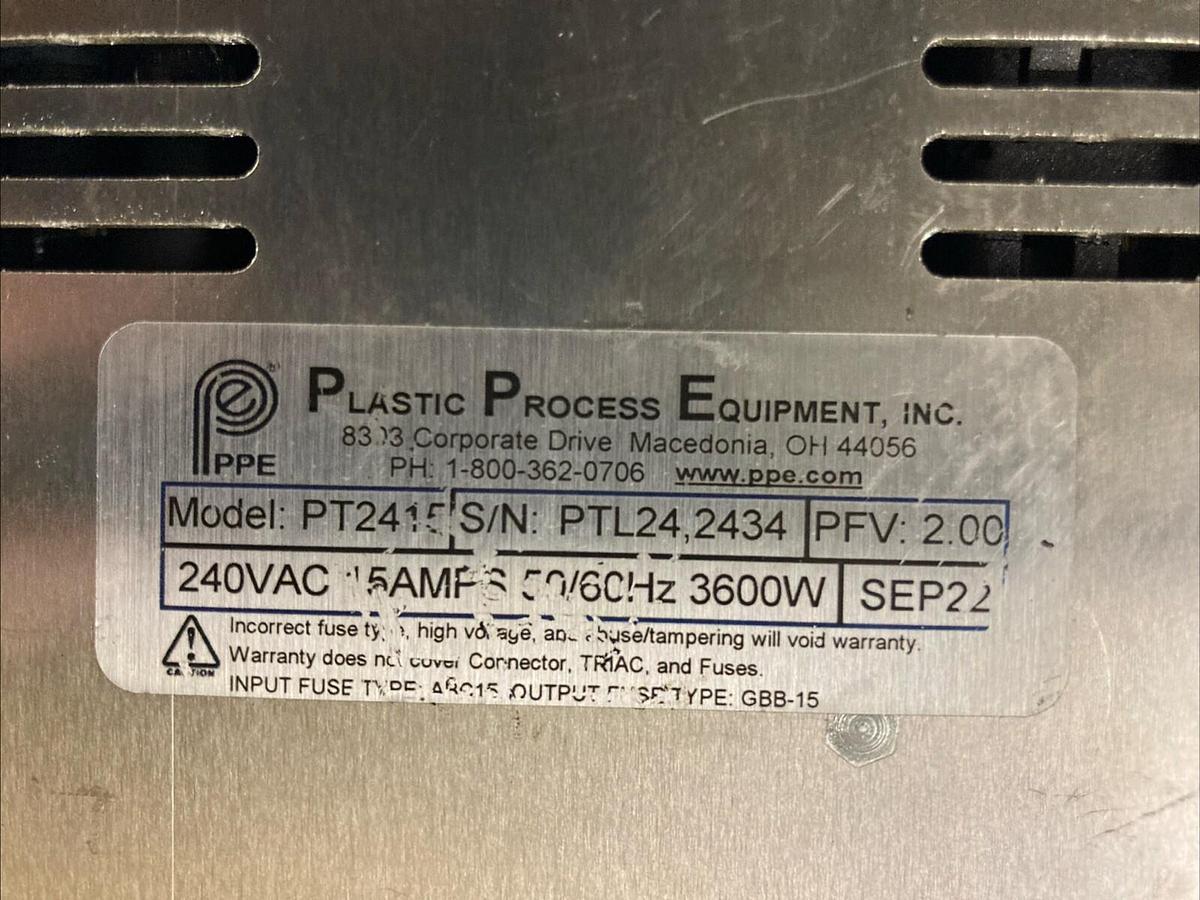 PLASTIC PROCESS EQUIPMENT, INC.
8303 Corporate Drive Macedonia, OH 44056
PPE
PH: 1-800-362-0706 www.ppe.com
Model: PT2415 S/N: PTL24,2434 PFV: 2.00
240VAC 15AMPS 50/60Hz 3600W SEP22
Incorrect fuse type, high voltage, and abuse/tampering will void warranty.
Warranty does not cover Connector, TRIAC, and Fuses.
CAUTION
INPUT FUSE TYPE: ABC15 OUTPUT FUSE TYPE: GBB-15